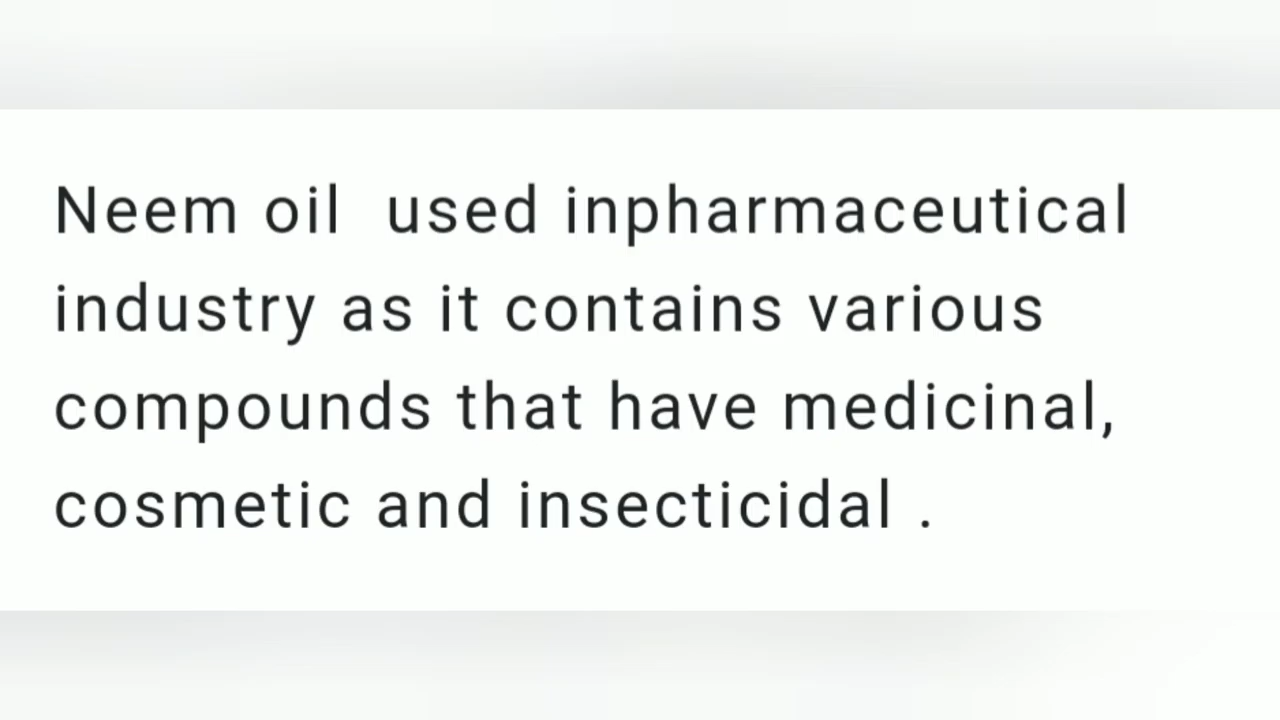 Neem oil  used inpharmaceutical
industry as it contains various
compounds that have medicinal,
cosmetic and insecticidal .